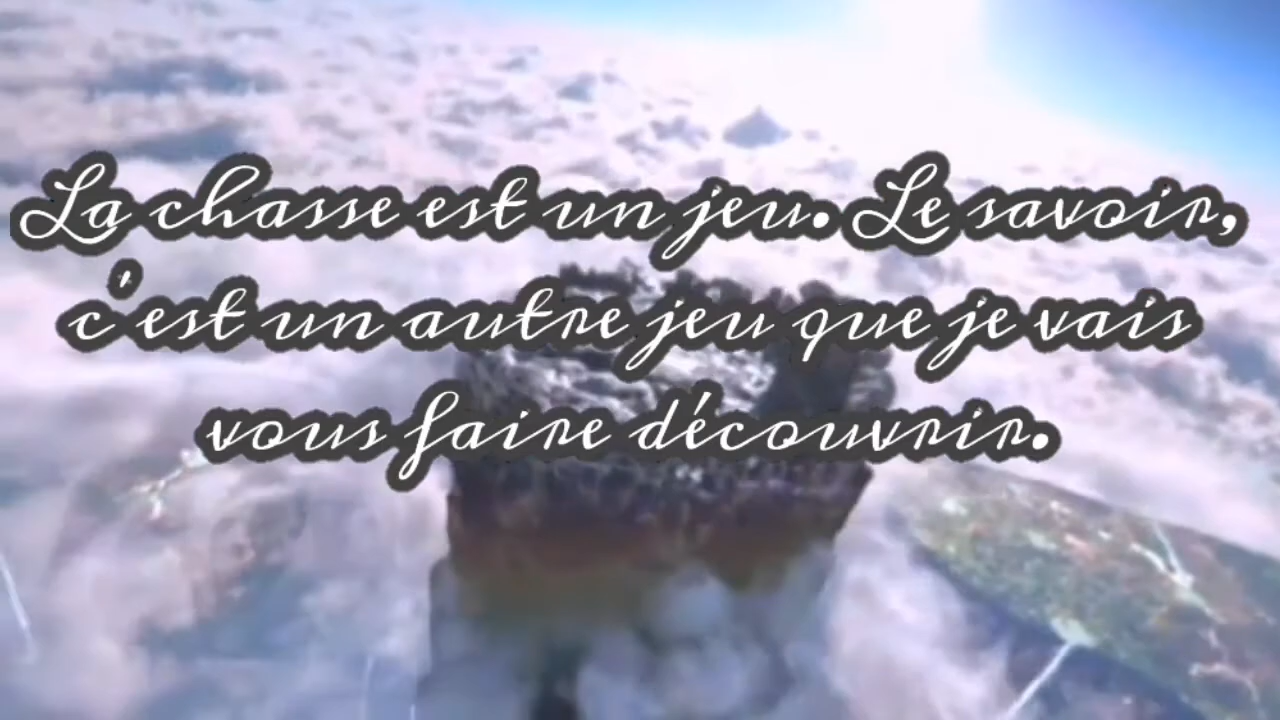 La chasse est un jeu. Le savoir,
c'est un autre jeu que je vais
vous faire découvrir.